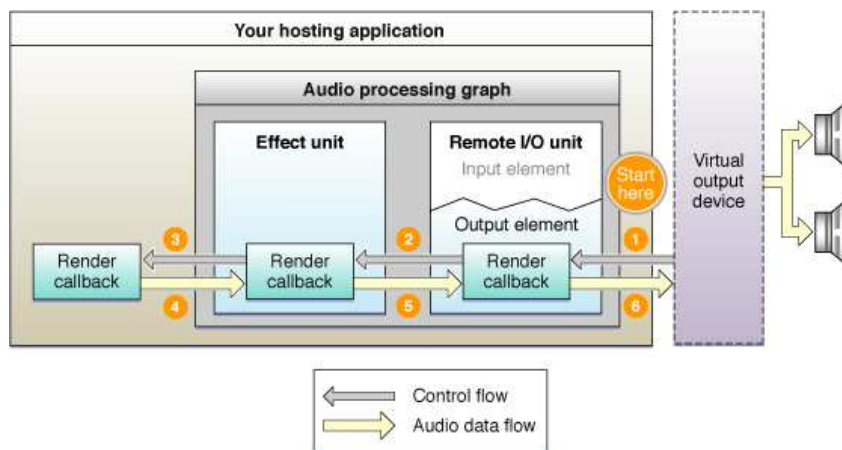 Your hosting application
Audio processing graph
Effect unit
Remote I/O unit
Input element
Start
here
Virtual
output
device
Output element
3
2
1
Render
callback
Render
callback
Render
callback
4
5
6
Control flow
Audio data flow